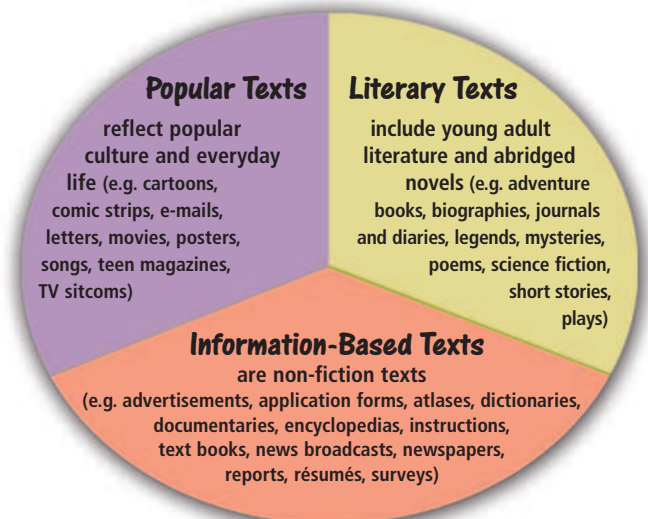 Popular Texts
reflect popular
culture and everyday
life (e.g. cartoons,
comic strips, e-mails,
letters, movies, posters,
songs, teen magazines,
TV sitcoms)
Literary Texts
include young adult
literature and abridged
novels (e.g. adventure
books, biographies, journals
and diaries, legends, mysteries,
poems, science fiction,
short stories,
plays)
Information-Based Texts
are non-fiction texts
(e.g. advertisements, application forms, atlases, dictionaries,
documentaries, encyclopedias, instructions,
text books, news broadcasts, newspapers,
reports, résumés, surveys)